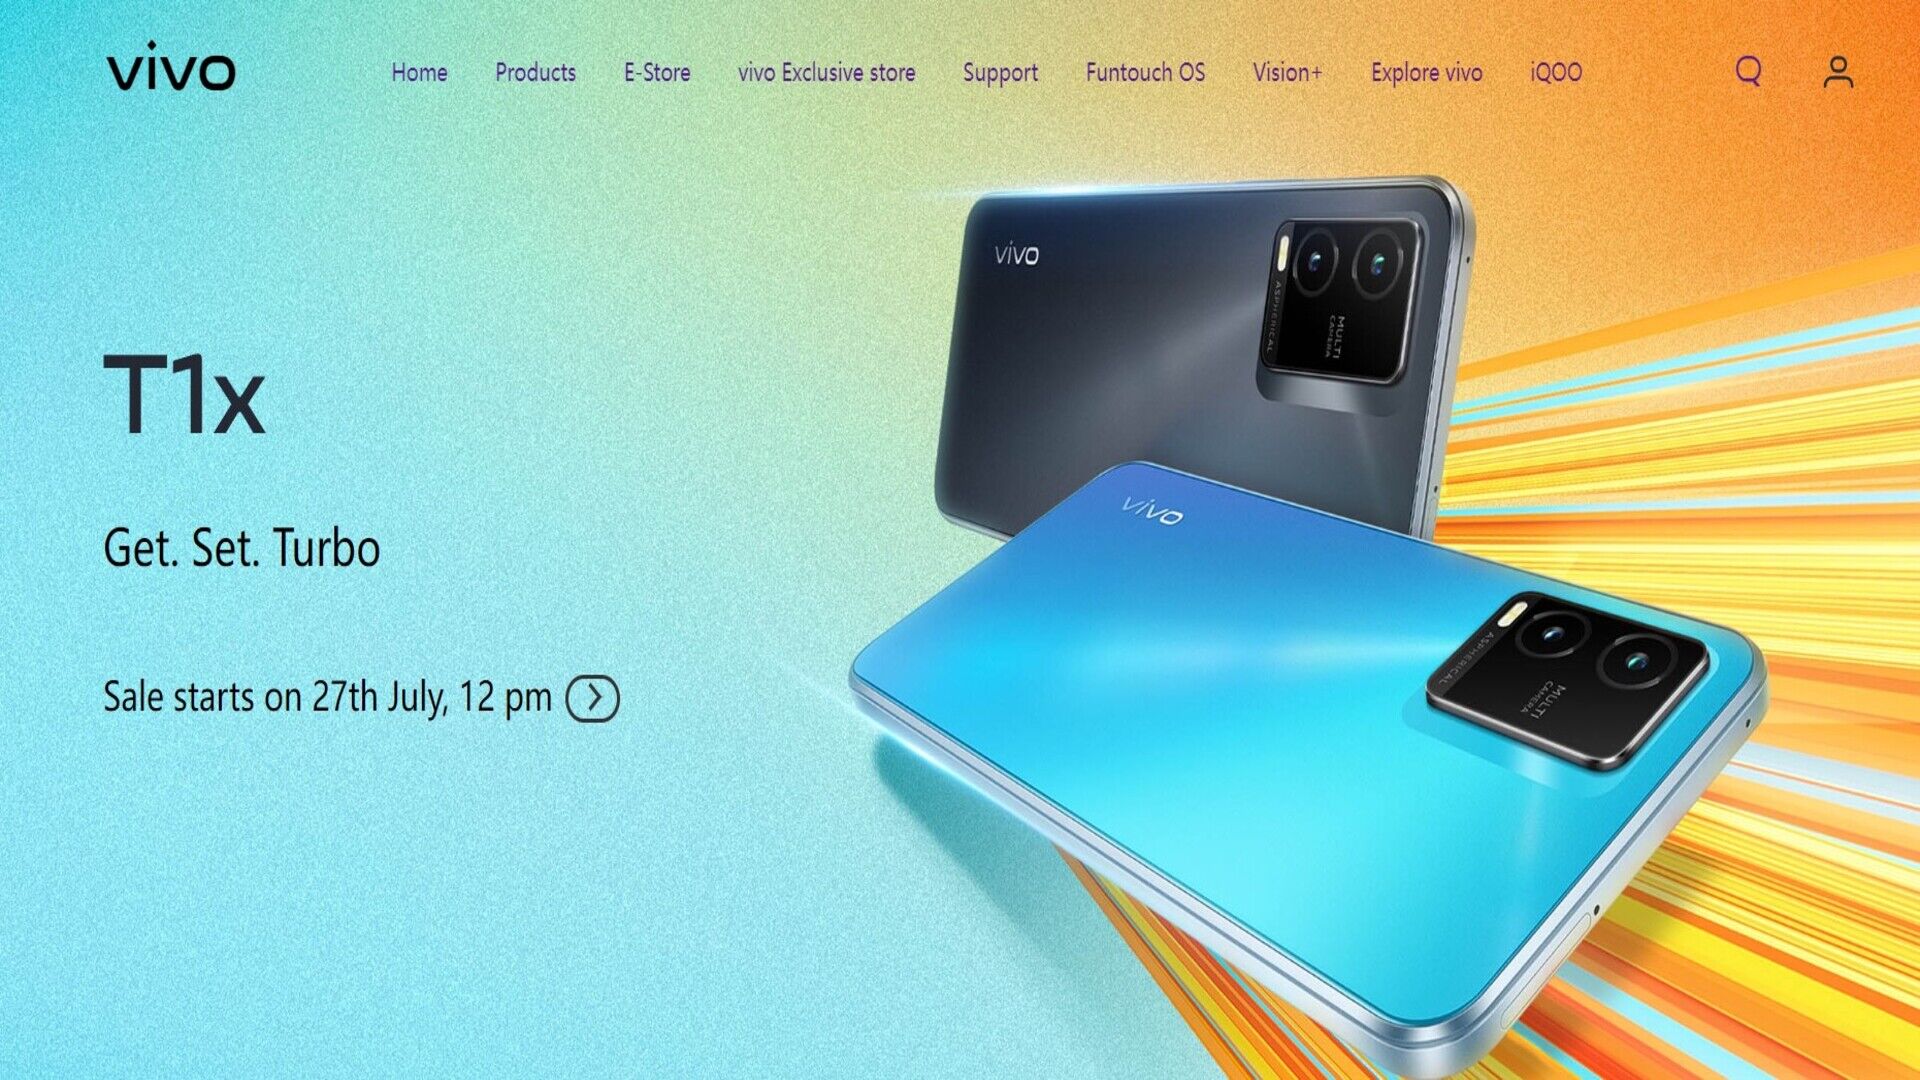 vivo
Home Products E-Store vivo Exclusive store Support Funtouch OS Vision+ Explore vivo iQOO
T1x
Get. Set. Turbo
Sale starts on 27th July, 12 pm
vivo
ASPHERICAL
MULTI
CAMERA
vivo
ASPHERICAL
MULTI
CAMERA